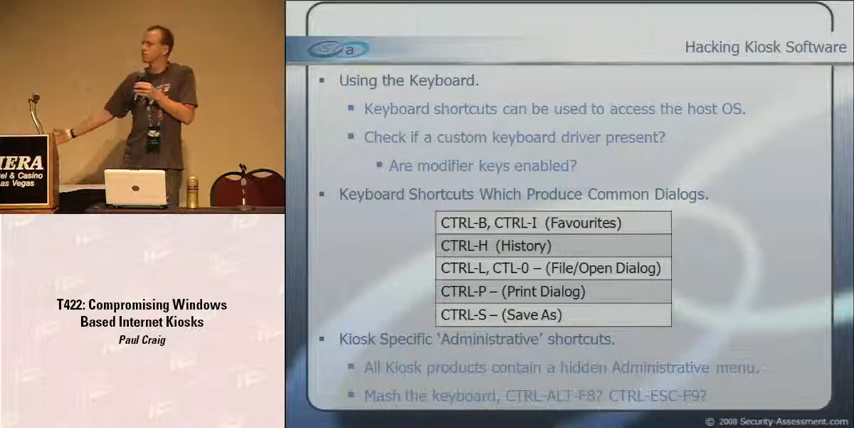 Hacking Kiosk Software
Using the Keyboard.
Keyboard shortcuts can be used to access the host OS.
Check if a custom keyboard driver present?
Are modifier keys enabled?
Keyboard Shortcuts Which Produce Common Dialogs.
CTRL-B, CTRL-I (Favourites)
CTRL-H (History)
CTRL-L, CTL-0 – (File/Open Dialog)
CTRL-P – (Print Dialog)
CTRL-S – (Save As)
Kiosk Specific ‘Administrative’ shortcuts.
All Kiosk products contain a hidden Administrative menu.
Mash the keyboard, CTRL-ALT-F8? CTRL-ESC-F9?
© 2008 Security-Assessment.com
IERA
el & Casino
as Vegas
T422: Compromising Windows
Based Internet Kiosks
Paul Craig